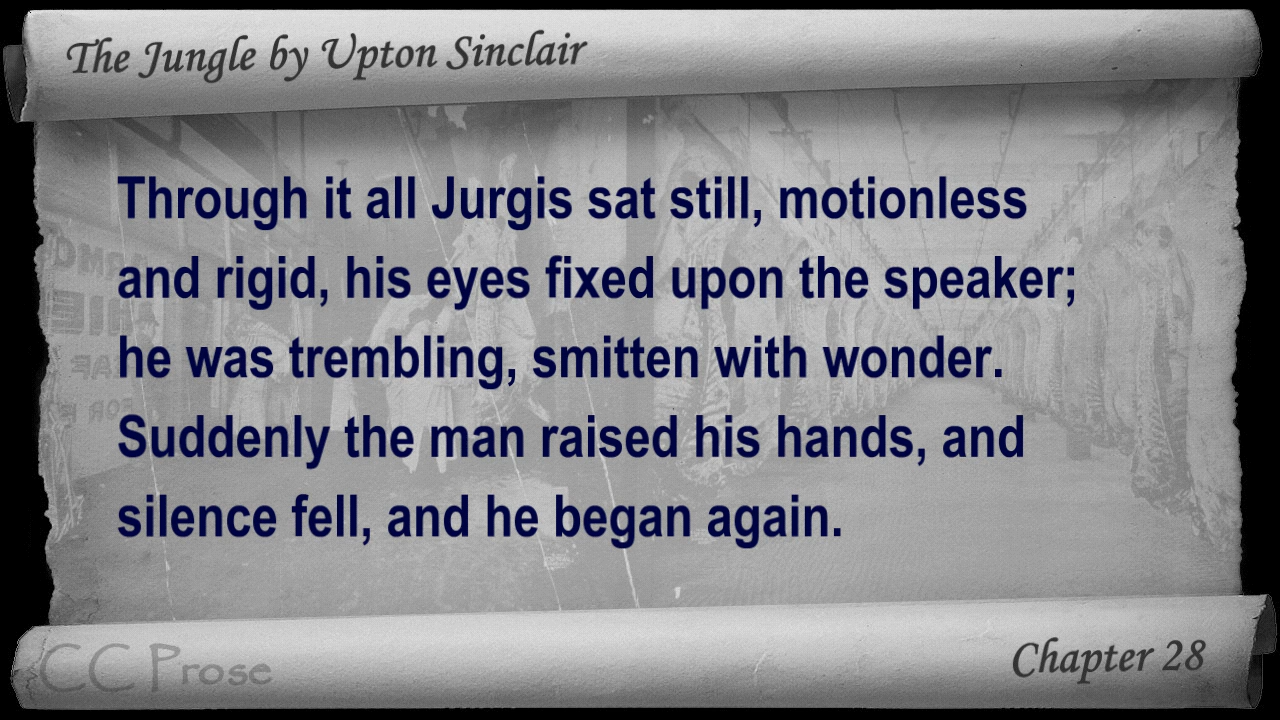 The Jungle by Upton Sinclair
Through it all Jurgis sat still, motionless
and rigid, his eyes fixed upon the speaker;
he was trembling, smitten with wonder.
Suddenly the man raised his hands, and
silence fell, and he began again.
CC Prose
Chapter 28